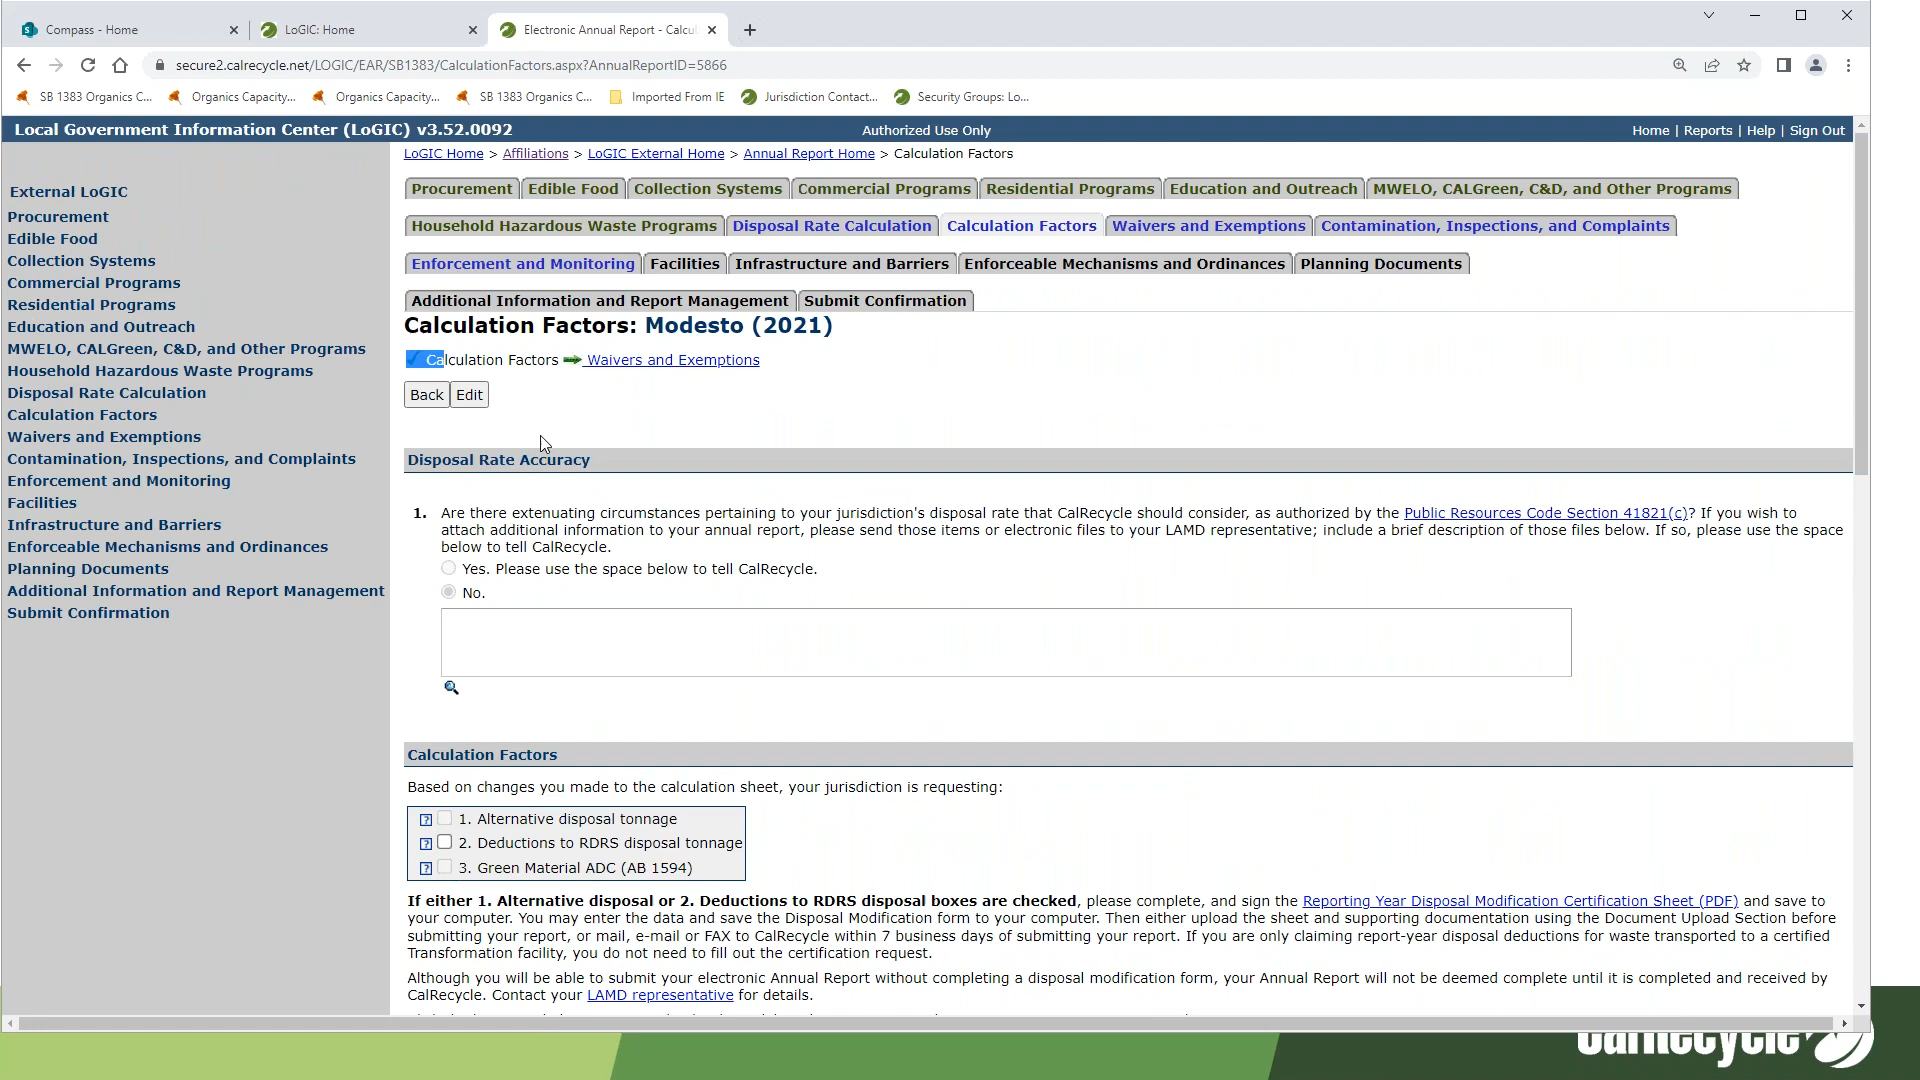 Compass - Home
LoGIC: Home
Electronic Annual Report - Calcu
secure2.calrecycle.net/LOGIC/EAR/SB1383/CalculationFactors.aspx?AnnualReportID=5866
SB 1383 Organics C...
Organics Capacity...
Organics Capacity...
SB 1383 Organics C...
Imported From IE
Jurisdiction Contact...
Security Groups: Lo...
Local Government Information Center (LoGIC) v3.52.0092
Authorized Use Only
Home | Reports | Help | Sign Out
External LoGIC
Procurement
Edible Food
Collection Systems
Commercial Programs
Residential Programs
Education and Outreach
MWELO, CALGreen, C&D, and Other Programs
Household Hazardous Waste Programs
Disposal Rate Calculation
Calculation Factors
Waivers and Exemptions
Contamination, Inspections, and Complaints
Enforcement and Monitoring
Facilities
Infrastructure and Barriers
Enforceable Mechanisms and Ordinances
Planning Documents
Additional Information and Report Management
Submit Confirmation
LoGIC Home > Affiliations > LoGIC External Home > Annual Report Home > Calculation Factors
Procurement Edible Food Collection Systems Commercial Programs Residential Programs Education and Outreach MWELO, CALGreen, C&D, and Other Programs
Household Hazardous Waste Programs Disposal Rate Calculation Calculation Factors Waivers and Exemptions Contamination, Inspections, and Complaints
Enforcement and Monitoring Facilities Infrastructure and Barriers Enforceable Mechanisms and Ordinances Planning Documents
Additional Information and Report Management Submit Confirmation
Calculation Factors: Modesto (2021)
Calculation Factors Waivers and Exemptions
Back Edit
Disposal Rate Accuracy
1. Are there extenuating circumstances pertaining to your jurisdiction's disposal rate that CalRecycle should consider, as authorized by the Public Resources Code Section 41821(c)? If you wish to
attach additional information to your annual report, please send those items or electronic files to your LAMD representative; include a brief description of those files below. If so, please use the space
below to tell CalRecycle.
Yes. Please use the space below to tell CalRecycle.
No.
Calculation Factors
Based on changes you made to the calculation sheet, your jurisdiction is requesting:
? 1. Alternative disposal tonnage
? 2. Deductions to RDRS disposal tonnage
? 3. Green Material ADC (AB 1594)
If either 1. Alternative disposal or 2. Deductions to RDRS disposal boxes are checked, please complete, and sign the Reporting Year Disposal Modification Certification Sheet (PDF) and save to
your computer. You may enter the data and save the Disposal Modification form to your computer. Then either upload the sheet and supporting documentation using the Document Upload Section before
submitting your report, or mail, e-mail or FAX to CalRecycle within 7 business days of submitting your report. If you are only claiming report-year disposal deductions for waste transported to a certified
Transformation facility, you do not need to fill out the certification request.
Although you will be able to submit your electronic Annual Report without completing a disposal modification form, your Annual Report will not be deemed complete until it is completed and received by
CalRecycle. Contact your LAMD representative for details.
CalRecycle